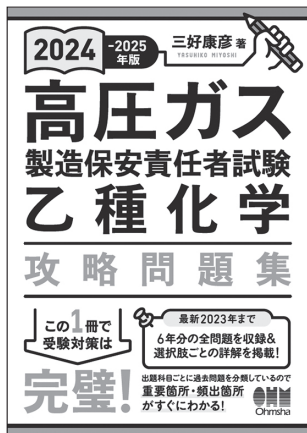 2024
-2025
年版
三好康彦 著
YASUHIKO MIYOSHI
高圧ガス
製造保安責任者試験
乙種化学
攻略問題集
この1冊で
受験対策は
完璧!
最新2023年まで
6年分の全問題を収録&
選択肢ごとの詳解を掲載!
出題科目ごとに過去問題を分類しているので
重要箇所・頻出箇所
がすぐにわかる!
OHM
Ohmsha